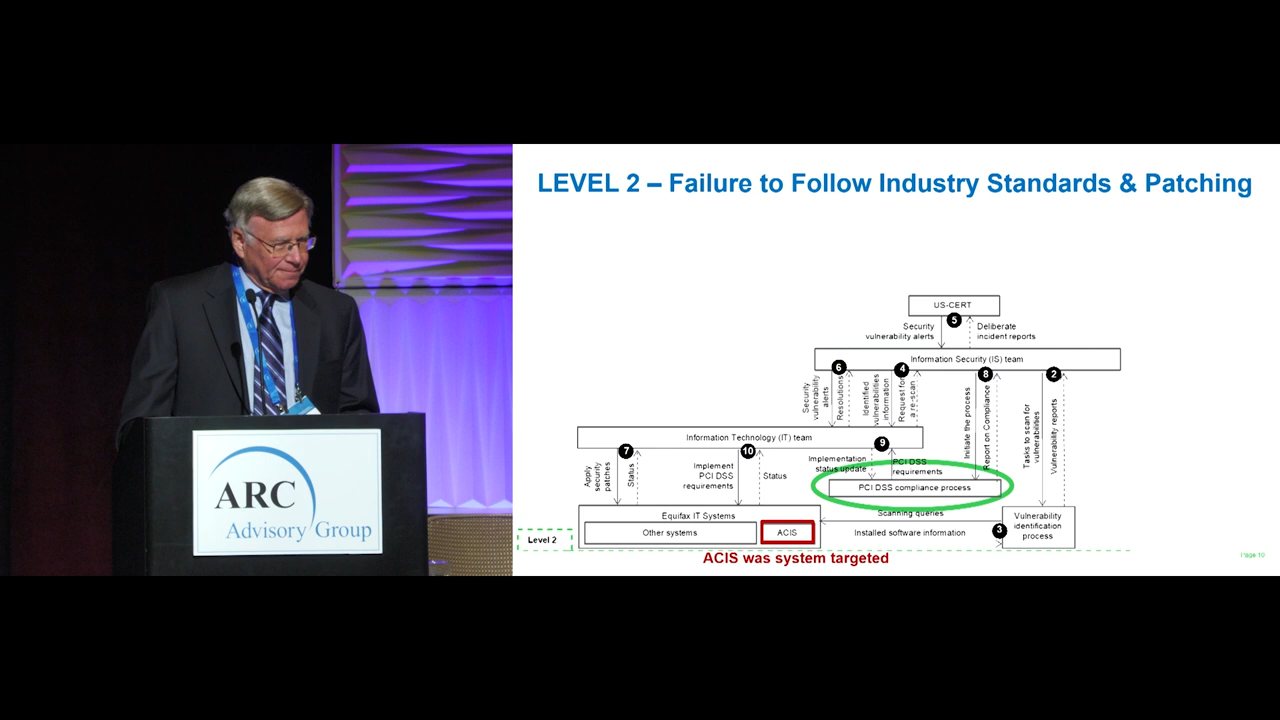 LEVEL 2 – Failure to Follow Industry Standards & Patching
US-CERT
5
Security
vulnerability alerts
Deliberate
incident reports
Information Security (IS) team
6
4
8
2
Security
vulnerability
alerts
Resolutions
Identified
vulnerabilities
information
Request for
a re-scan
Initiate the process
Report on Compliance
Tasks to scan for
vulnerabilities
Vulnerability reports
Information Technology (IT) team
7
10
9
Apply
security
patches
Status
Implement
PCI DSS
requirements
Status
Implementation
status update
PCI DSS
requirements
PCI DSS compliance process
Equifax IT Systems
Other systems
ACIS
Scanning queries
Installed software information
3
Vulnerability
identification
process
Level 2
ACIS was system targeted
Page 10
ARC
Advisory Group